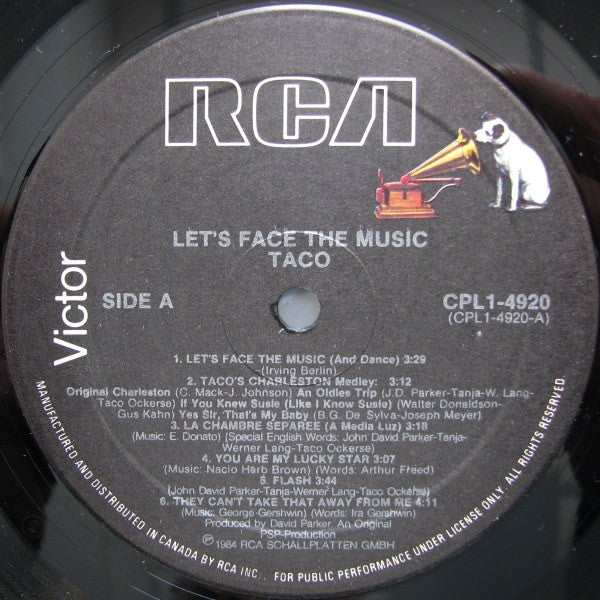 RCA
Victor
LET'S FACE THE MUSIC
TACO
SIDE A
CPL1-4920
(CPL1-4920-A)
1. LET'S FACE THE MUSIC (And Dance) 3:29
(Irving Berlin)
2. TACO'S CHARLESTON Medley: 3:12
Original Charleston (C. Mack-J. Johnson) An Oldies Trip (J.D. Parker-Tanja-W. Lang-
Taco Ockerse) If You Knew Susie (Like I Know Susie) (Walter Donaldson-
Gus Kahn) Yes Sir, That's My Baby (B.G. De Sylva-Joseph Meyer)
3. LA CHAMBRE SEPAREE (A Media Luz) 3:18
(Music: E. Donato) (Special English Words: John David Parker-Tanja-
Werner Lang-Taco Ockerse)
4. YOU ARE MY LUCKY STAR 3:07
(Music: Nacio Herb Brown) (Words: Arthur Freed)
5. FLASH 3:44
(John David Parker-Tanja-Werner Lang-Taco Ockerse)
6. THEY CAN'T TAKE THAT AWAY FROM ME 4:11
(Music: George Gershwin) (Words: Ira Gershwin)
Produced by David Parker. An Original
PSP-Production
Ⓟ 1984 RCA SCHALLPLATTEN GMBH
MANUFACTURED AND DISTRIBUTED IN CANADA BY RCA INC., FOR PUBLIC PERFORMANCE UNDER LICENSE ONLY. ALL RIGHTS RESERVED.